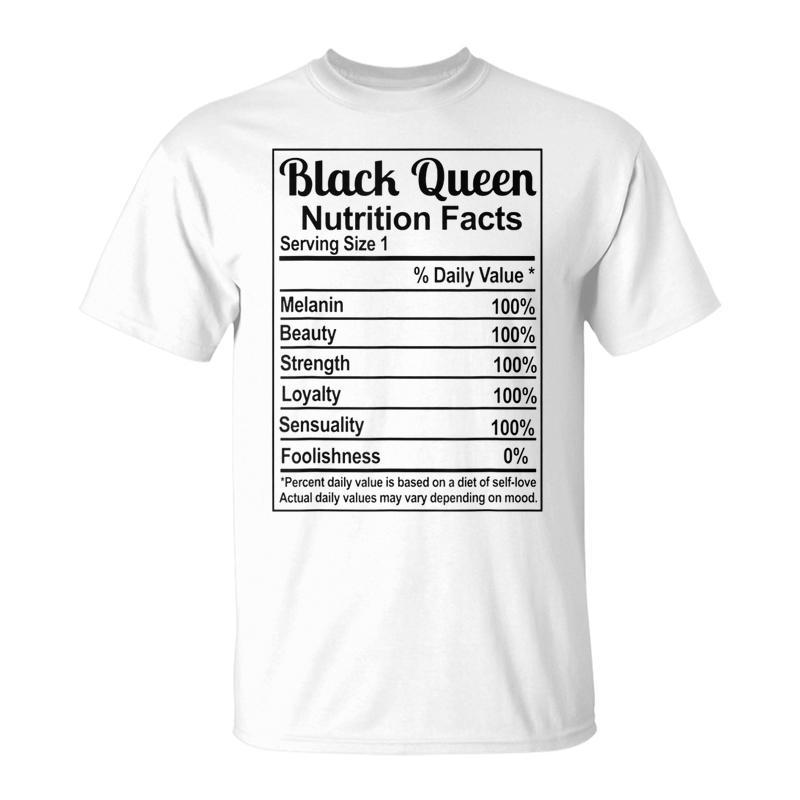 Black Queen
Nutrition Facts
Serving Size 1
% Daily Value *
Melanin 100%
Beauty 100%
Strength 100%
Loyalty 100%
Sensuality 100%
Foolishness 0%
*Percent daily value is based on a diet of self-love
Actual daily values may vary depending on mood.